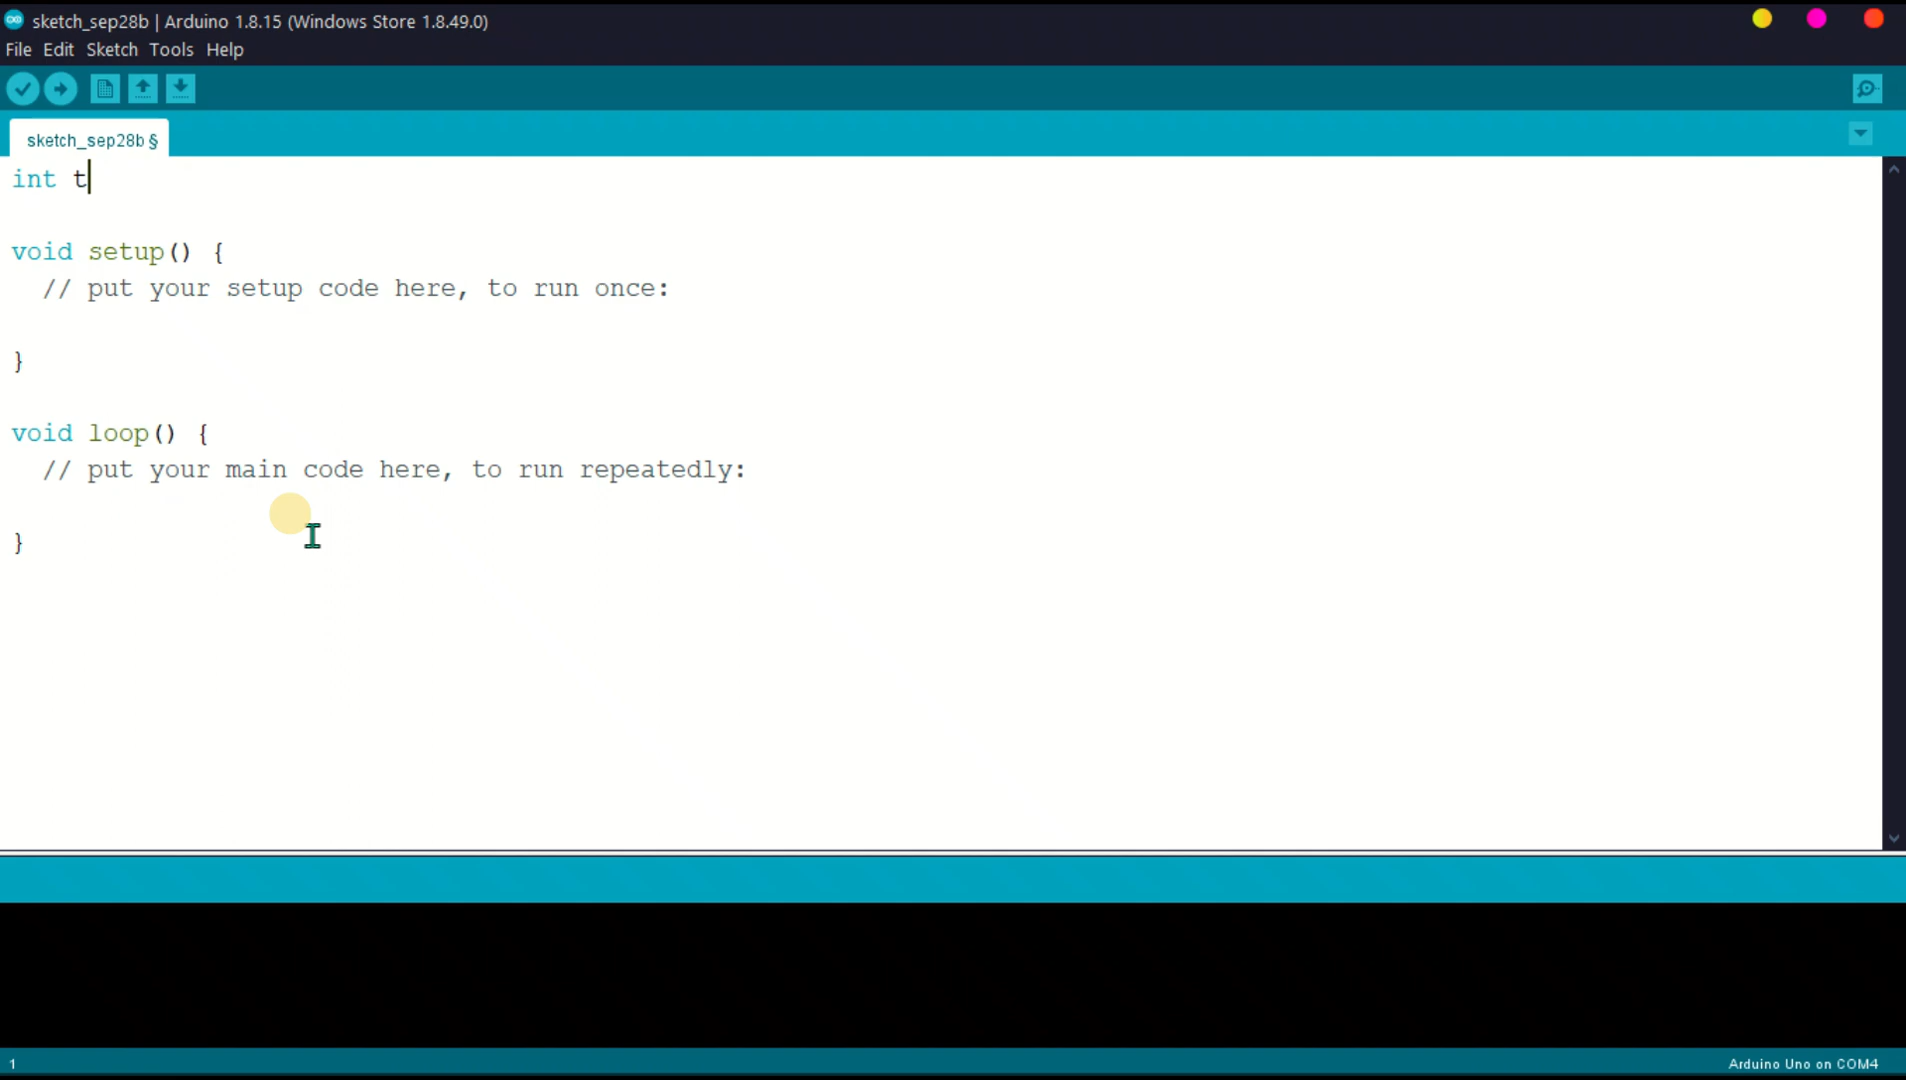 sketch_sep28b | Arduino 1.8.15 (Windows Store 1.8.49.0)
File Edit Sketch Tools Help
sketch_sep28b §
int t
void setup() {
// put your setup code here, to run once:
}
void loop() {
// put your main code here, to run repeatedly:
}
1
Arduino Uno on COM4